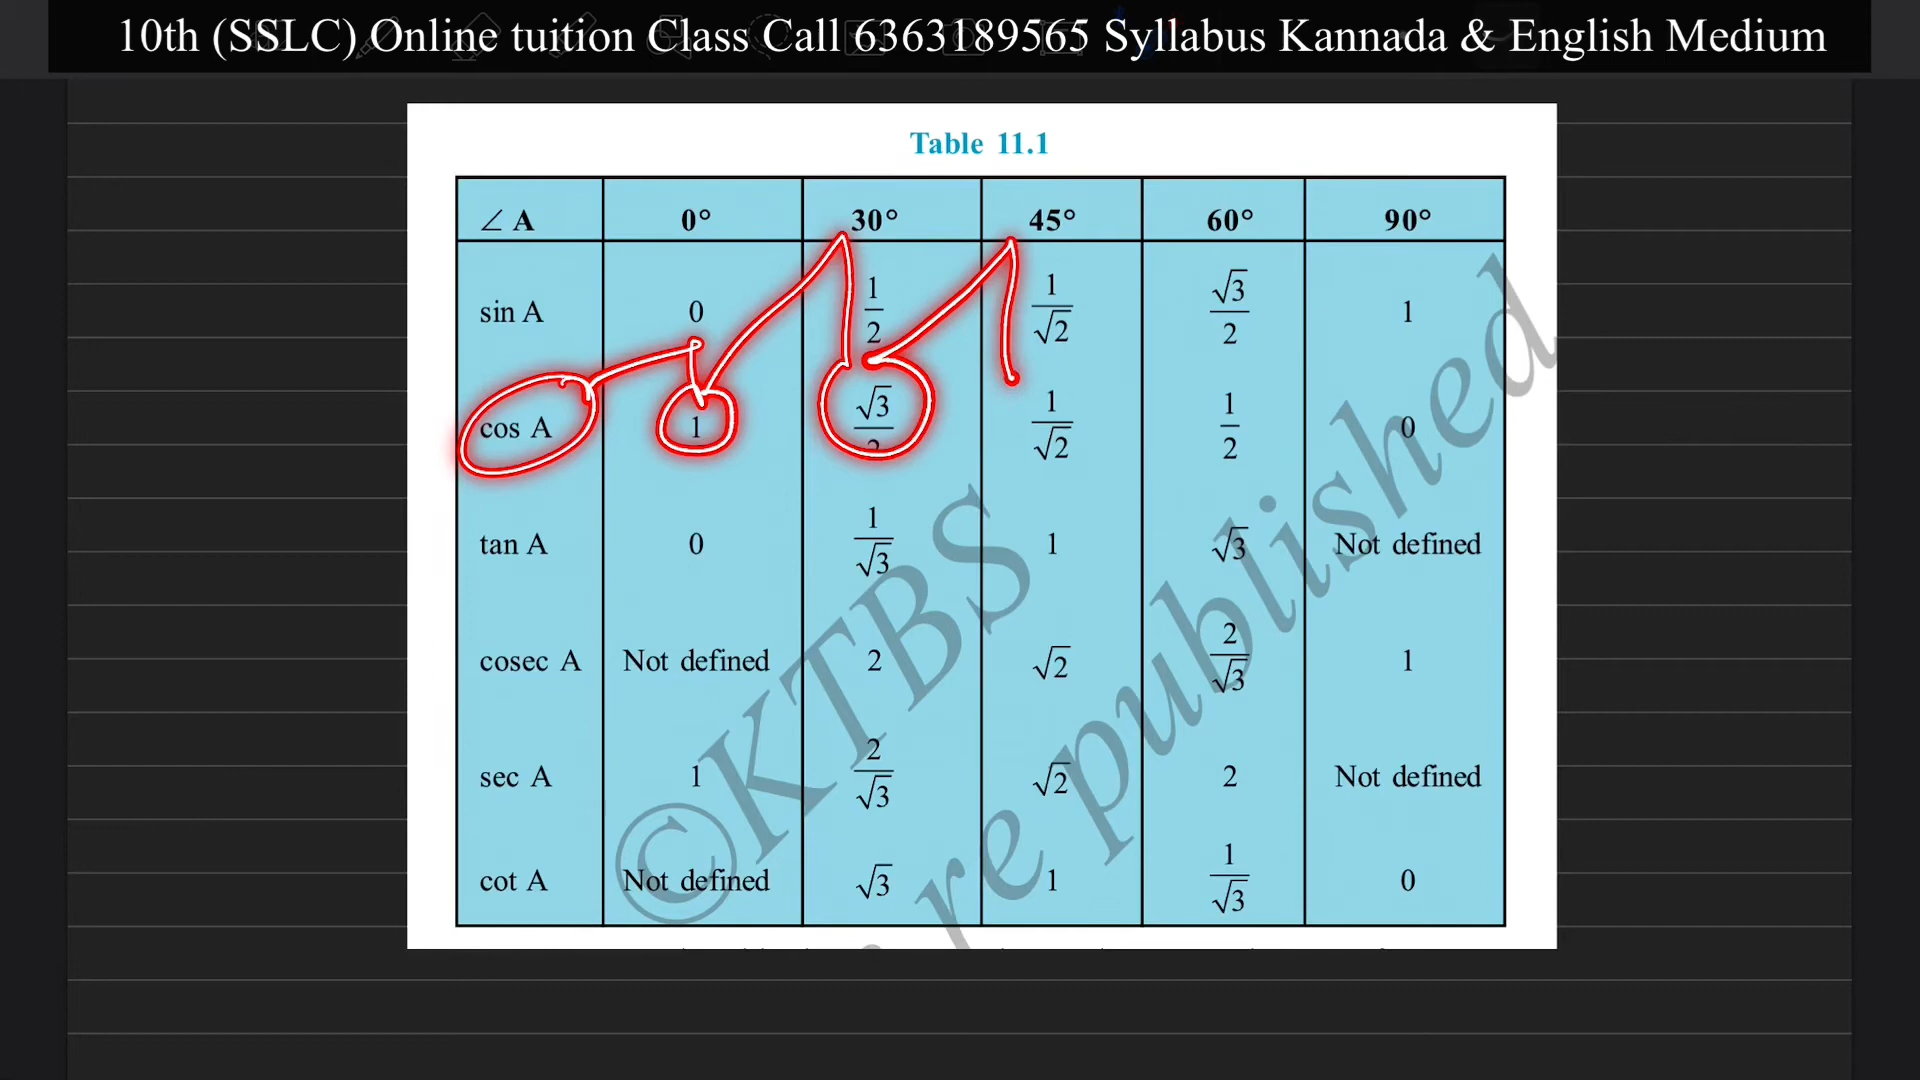 10th (SSLC) Online tuition Class Call 6363189565 Syllabus Kannada & English Medium
Table 11.1
∠ A 0° 30° 45° 60° 90°
sin A 0 1/2 1/√2 √3/2 1
cos A 1 √3/2 1/√2 1/2 0
tan A 0 1/√3 1 √3 Not defined
cosec A Not defined 2 √2 2/√3 1
sec A 1 2/√3 √2 2 Not defined
cot A Not defined √3 1 1/√3 0
©KTBS
re published